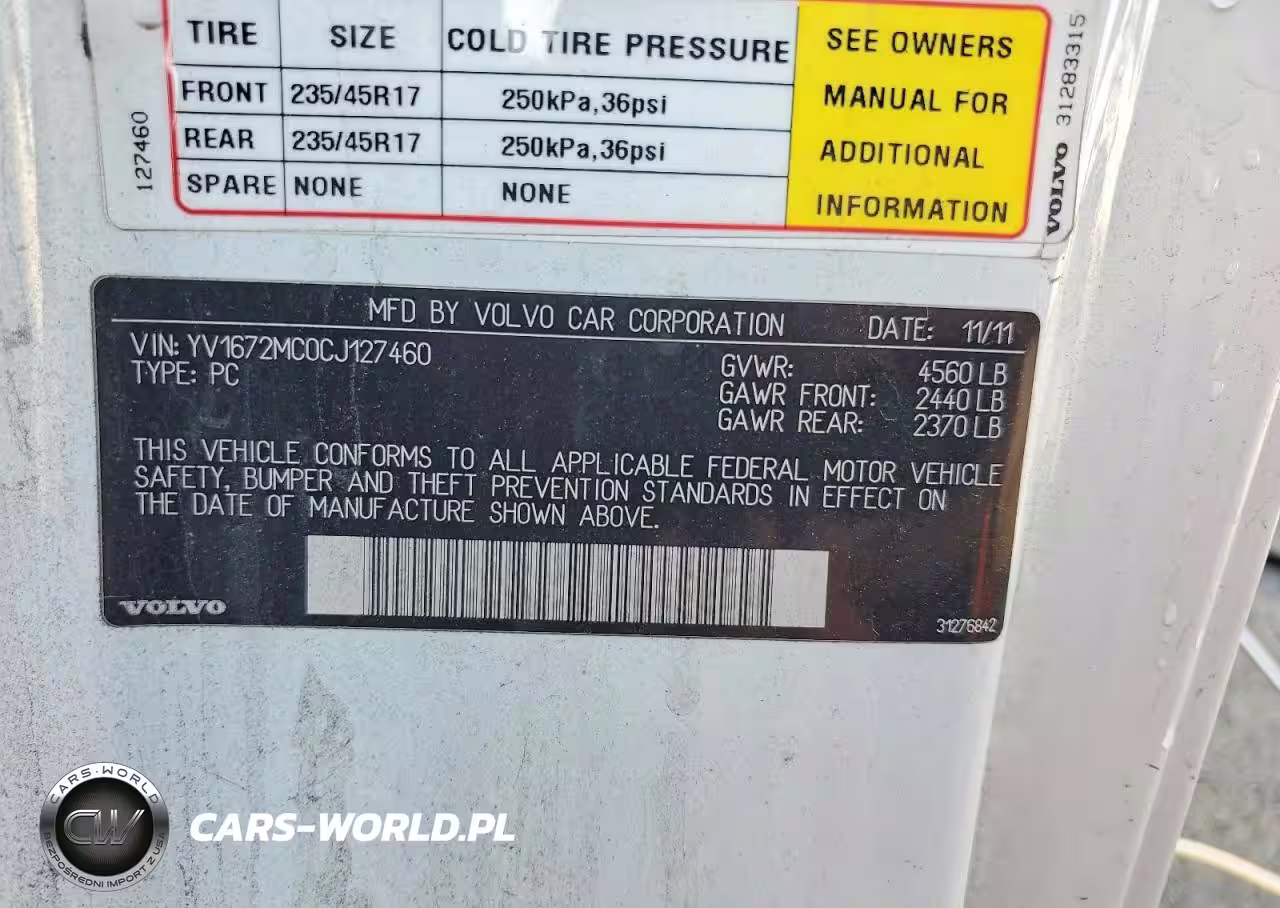 TIRE SIZE COLD TIRE PRESSURE
FRONT 235/45R17 250kPa,36psi
REAR 235/45R17 250kPa,36psi
SPARE NONE NONE
SEE OWNERS
MANUAL FOR
ADDITIONAL
INFORMATION
127460
VOLVO 31283315
MFD BY VOLVO CAR CORPORATION DATE: 11/11
VIN: YV1672MC0CJ127460
TYPE: PC
GVWR: 4560 LB
GAWR FRONT: 2440 LB
GAWR REAR: 2370 LB
THIS VEHICLE CONFORMS TO ALL APPLICABLE FEDERAL MOTOR VEHICLE
SAFETY, BUMPER AND THEFT PREVENTION STANDARDS IN EFFECT ON
THE DATE OF MANUFACTURE SHOWN ABOVE.
VOLVO
31276842
CARS-WORLD
CW
BEZPOŚREDNI IMPORT Z USA
CARS-WORLD.PL